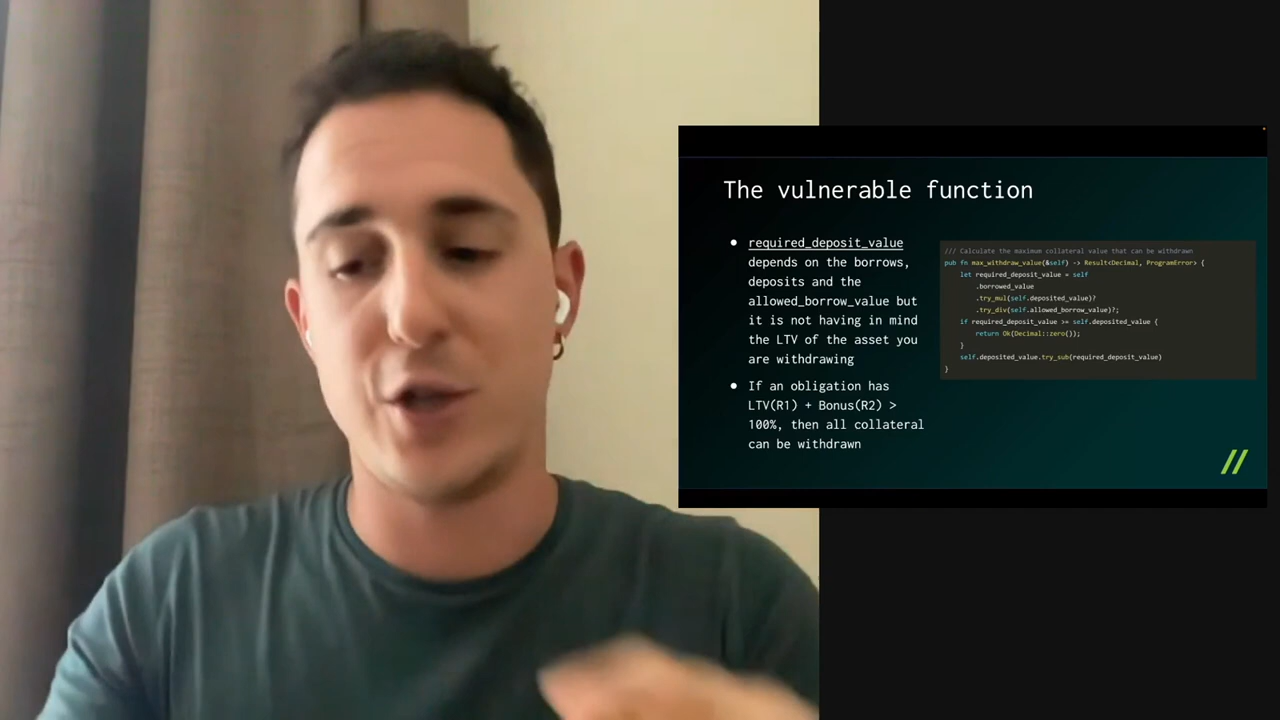 The vulnerable function
● required_deposit_value
depends on the borrows,
deposits and the
allowed_borrow_value but
it is not having in mind
the LTV of the asset you
are withdrawing
● If an obligation has
LTV(R1) + Bonus(R2) >
100%, then all collateral
can be withdrawn
/// Calculate the maximum collateral value that can be withdrawn
pub fn max_withdraw_value(&self) -> Result<Decimal, ProgramError> {
let required_deposit_value = self
.borrowed_value
.try_mul(self.deposited_value)?
.try_div(self.allowed_borrow_value)?;
if required_deposit_value >= self.deposited_value {
return Ok(Decimal::zero());
}
self.deposited_value.try_sub(required_deposit_value)
}